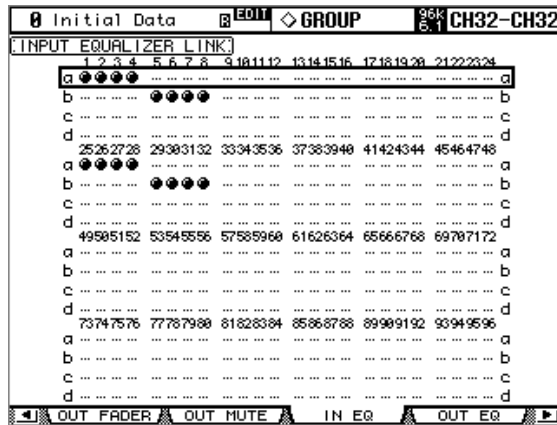 0 Initial Data R EDIT ◇ GROUP 96k 6.1 CH32-CH32
INPUT EQUALIZER LINK
1 2 3 4 5 6 7 8 9 10 11 12 13 14 15 16 17 18 19 20 21 22 23 24
a a
b b
c c
d d
25 26 27 28 29 30 31 32 33 34 35 36 37 38 39 40 41 42 43 44 45 46 47 48
a a
b b
c c
d d
49 50 51 52 53 54 55 56 57 58 59 60 61 62 63 64 65 66 67 68 69 70 71 72
a a
b b
c c
d d
73 74 75 76 77 78 79 80 81 82 83 84 85 86 87 88 89 90 91 92 93 94 95 96
a a
b b
c c
d d
OUT FADER OUT MUTE IN EQ OUT EQ